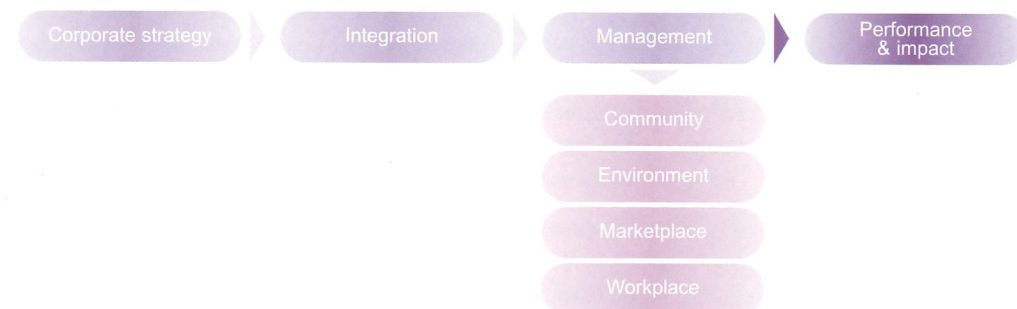 Corporate strategy
Integration
Management
Performance
& impact
Community
Environment
Marketplace
Workplace